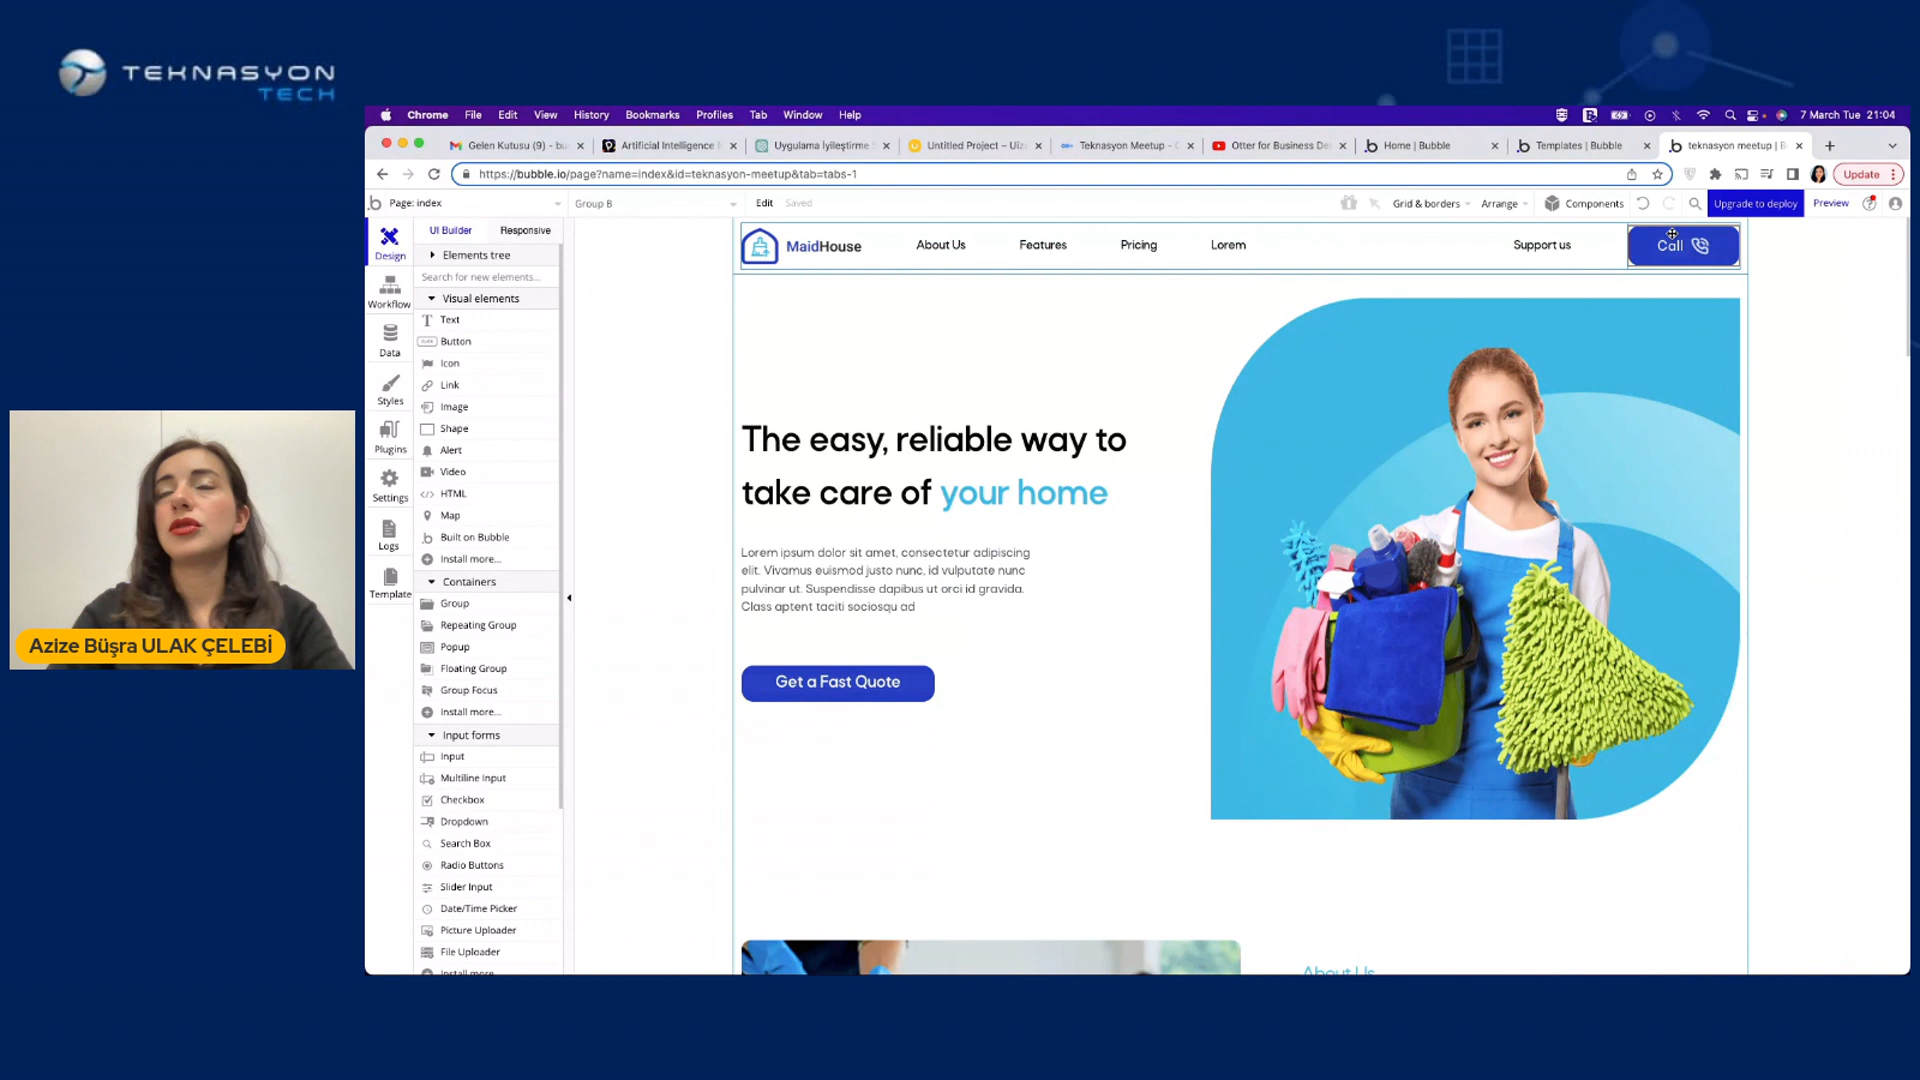 TEKNASYON
TECH
Chrome File Edit View History Bookmarks Profiles Tab Window Help
7 March Tue 21:04
Gelen Kutusu (9) - bu
Artificial Intelligence
Uygulama İyileştirme
Untitled Project – Uiz
Teknasyon Meetup -
Otter for Business De
Home | Bubble
Templates | Bubble
teknasyon meetup | B
https://bubble.io/page?name=index&id=teknasyon-meetup&tab=tabs-1
Update
Page: index
Group B
Edit
Saved
Grid & borders
Arrange
Components
Upgrade to deploy
Preview
Design
Workflow
Data
Styles
Plugins
Settings
Logs
Template
UI Builder
Responsive
Elements tree
Search for new elements...
Visual elements
Text
Button
Icon
Link
Image
Shape
Alert
Video
HTML
Map
Built on Bubble
Install more...
Containers
Group
Repeating Group
Popup
Floating Group
Group Focus
Install more...
Input forms
Input
Multiline Input
Checkbox
Dropdown
Search Box
Radio Buttons
Slider Input
Date/Time Picker
Picture Uploader
File Uploader
Install more
MaidHouse
About Us
Features
Pricing
Lorem
Support us
Call
The easy, reliable way to
take care of your home
Lorem ipsum dolor sit amet, consectetur adipiscing
elit. Vivamus euismod justo nunc, id vulputate nunc
pulvinar ut. Suspendisse dapibus ut orci id gravida.
Class aptent taciti sociosqu ad
Get a Fast Quote
About Us
Azize Büşra ULAK ÇELEBİ